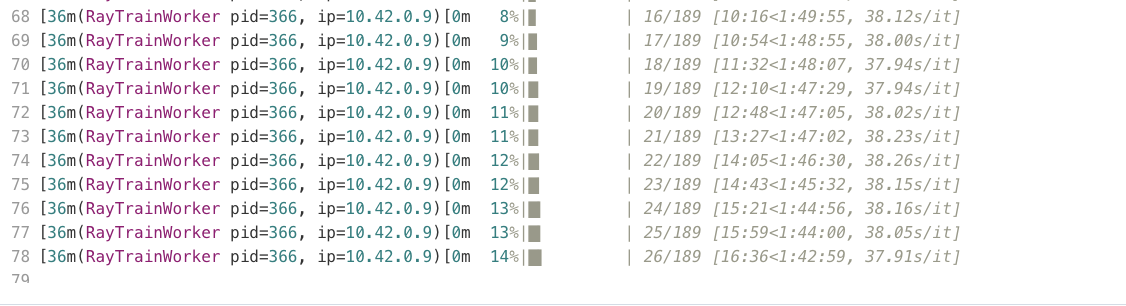 68 [36m(RayTrainWorker pid=366, ip=10.42.0.9)[0m   8%|█         | 16/189 [10:16<1:49:55, 38.12s/it]
69 [36m(RayTrainWorker pid=366, ip=10.42.0.9)[0m   9%|█         | 17/189 [10:54<1:48:55, 38.00s/it]
70 [36m(RayTrainWorker pid=366, ip=10.42.0.9)[0m  10%|█         | 18/189 [11:32<1:48:07, 37.94s/it]
71 [36m(RayTrainWorker pid=366, ip=10.42.0.9)[0m  10%|█         | 19/189 [12:10<1:47:29, 37.94s/it]
72 [36m(RayTrainWorker pid=366, ip=10.42.0.9)[0m  11%|█         | 20/189 [12:48<1:47:05, 38.02s/it]
73 [36m(RayTrainWorker pid=366, ip=10.42.0.9)[0m  11%|█         | 21/189 [13:27<1:47:02, 38.23s/it]
74 [36m(RayTrainWorker pid=366, ip=10.42.0.9)[0m  12%|█         | 22/189 [14:05<1:46:30, 38.26s/it]
75 [36m(RayTrainWorker pid=366, ip=10.42.0.9)[0m  12%|█         | 23/189 [14:43<1:45:32, 38.15s/it]
76 [36m(RayTrainWorker pid=366, ip=10.42.0.9)[0m  13%|█         | 24/189 [15:21<1:44:56, 38.16s/it]
77 [36m(RayTrainWorker pid=366, ip=10.42.0.9)[0m  13%|█         | 25/189 [15:59<1:44:00, 38.05s/it]
78 [36m(RayTrainWorker pid=366, ip=10.42.0.9)[0m  14%|█         | 26/189 [16:36<1:42:59, 37.91s/it]
79